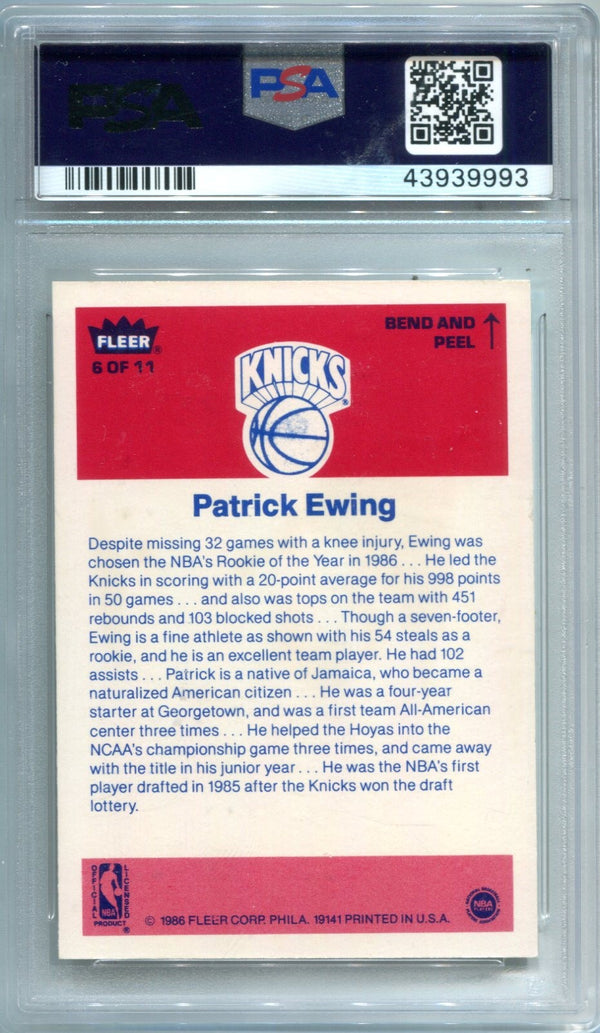 PSA
PSA
43939993
FLEER®
6 OF 11
BEND AND
PEEL
KNICKS®
Patrick Ewing
Despite missing 32 games with a knee injury, Ewing was
chosen the NBA's Rookie of the Year in 1986 . . . He led the
Knicks in scoring with a 20-point average for his 998 points
in 50 games . . . and also was tops on the team with 451
rebounds and 103 blocked shots . . . Though a seven-footer,
Ewing is a fine athlete as shown with his 54 steals as a
rookie, and he is an excellent team player. He had 102
assists . . . Patrick is a native of Jamaica, who became a
naturalized American citizen . . . He was a four-year
starter at Georgetown, and was a first team All-American
center three times . . . He helped the Hoyas into the
NCAA's championship game three times, and came away
with the title in his junior year . . . He was the NBA's first
player drafted in 1985 after the Knicks won the draft
lottery.
OFFICIAL
LICENSED
NBA
PRODUCT ®
© 1986 FLEER CORP. PHILA. 19141 PRINTED IN U.S.A.
NBA
PLAYERS